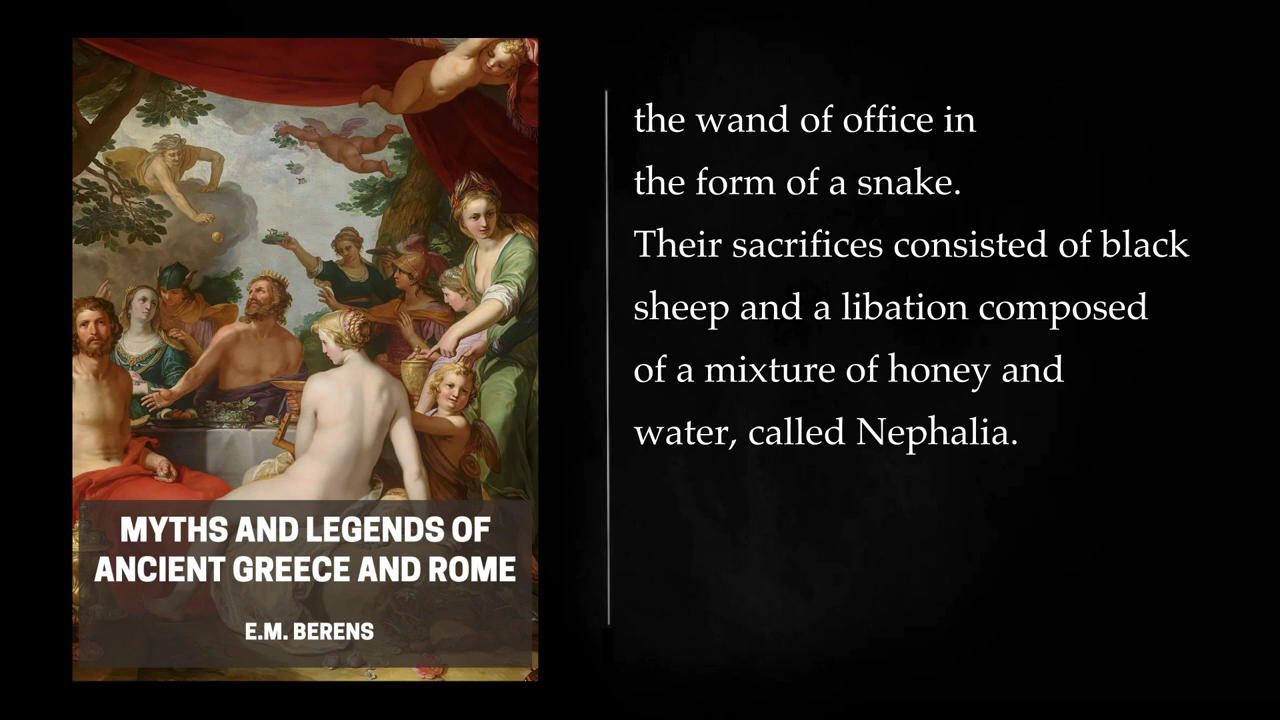 MYTHS AND LEGENDS OF
ANCIENT GREECE AND ROME
E.M. BERENS
the wand of office in
the form of a snake.
Their sacrifices consisted of black
sheep and a libation composed
of a mixture of honey and
water, called Nephalia.